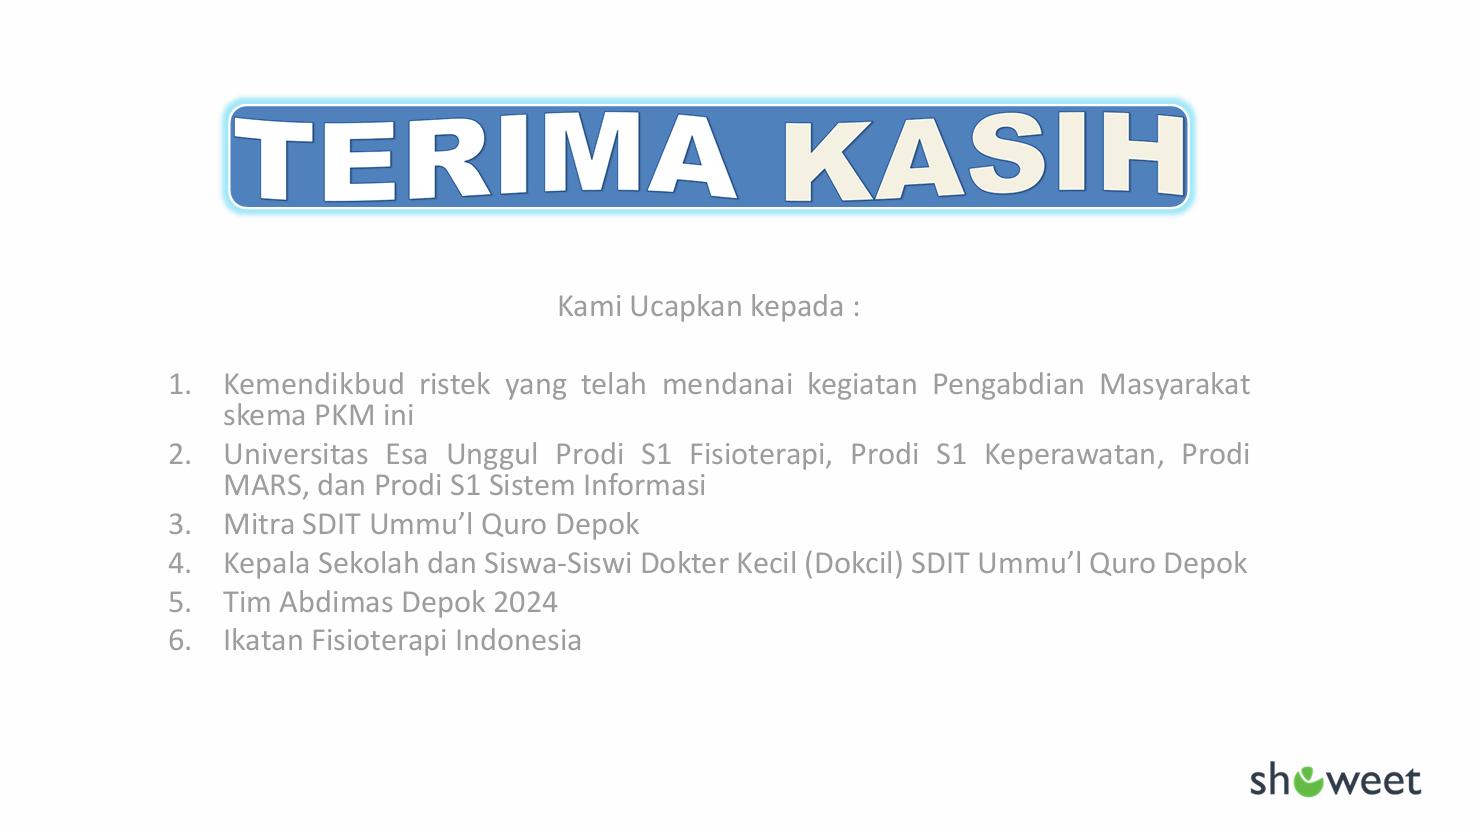 TERIMA KASIH
Kami Ucapkan kepada :
1. Kemendikbud ristek yang telah mendanai kegiatan Pengabdian Masyarakat
skema PKM ini
2. Universitas Esa Unggul Prodi S1 Fisioterapi, Prodi S1 Keperawatan, Prodi
MARS, dan Prodi S1 Sistem Informasi
3. Mitra SDIT Ummu’l Quro Depok
4. Kepala Sekolah dan Siswa-Siswi Dokter Kecil (Dokcil) SDIT Ummu’l Quro Depok
5. Tim Abdimas Depok 2024
6. Ikatan Fisioterapi Indonesia
showeet